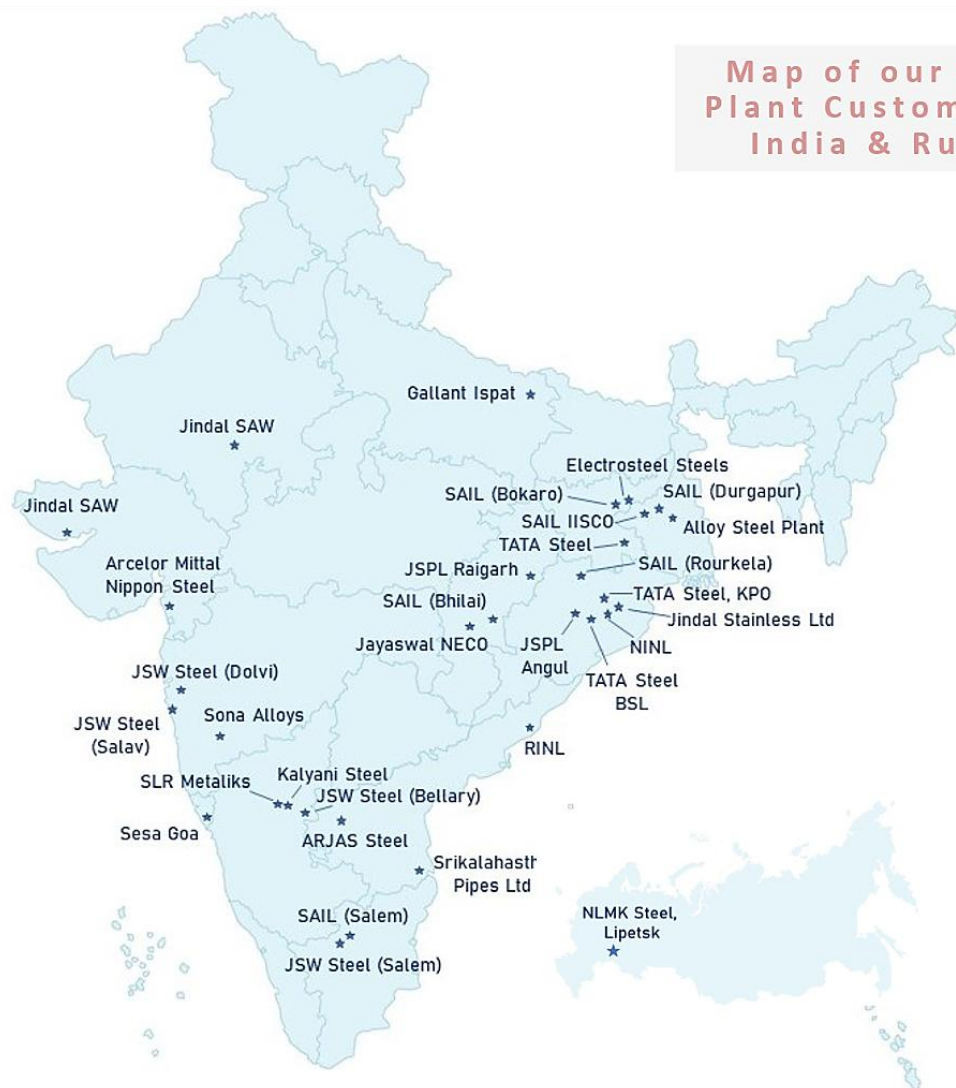 Map of our
Plant Custom
India & Ru
Gallant Ispat
Jindal SAW
Electrosteel Steels
SAIL (Bokaro)
SAIL (Durgapur)
Jindal SAW
SAIL IISCO
Alloy Steel Plant
TATA Steel
Arcelor Mittal
Nippon Steel
JSPL Raigarh
SAIL (Rourkela)
SAIL (Bhilai)
TATA Steel, KPO
Jindal Stainless Ltd
Jayaswal NECO
JSPL
Angul
NINL
JSW Steel (Dolvi)
TATA Steel
BSL
JSW Steel
(Salav)
Sona Alloys
RINL
Kalyani Steel
SLR Metaliks
JSW Steel (Bellary)
Sesa Goa
ARJAS Steel
Srikalahasth
Pipes Ltd
SAIL (Salem)
JSW Steel (Salem)
NLMK Steel,
Lipetsk